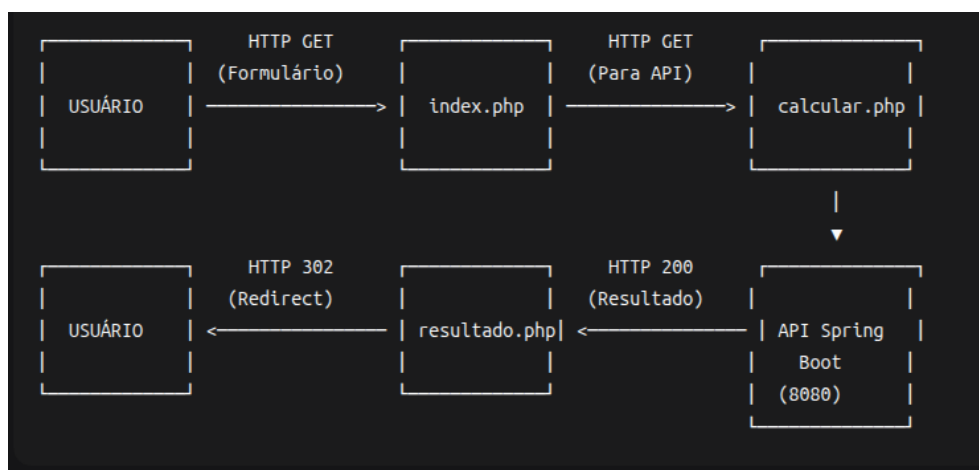 HTTP GET HTTP GET
(Formulário) (Para API)
USUÁRIO index.php calcular.php
HTTP 302 HTTP 200
(Redirect) (Resultado)
USUÁRIO resultado.php API Spring
Boot
(8080)